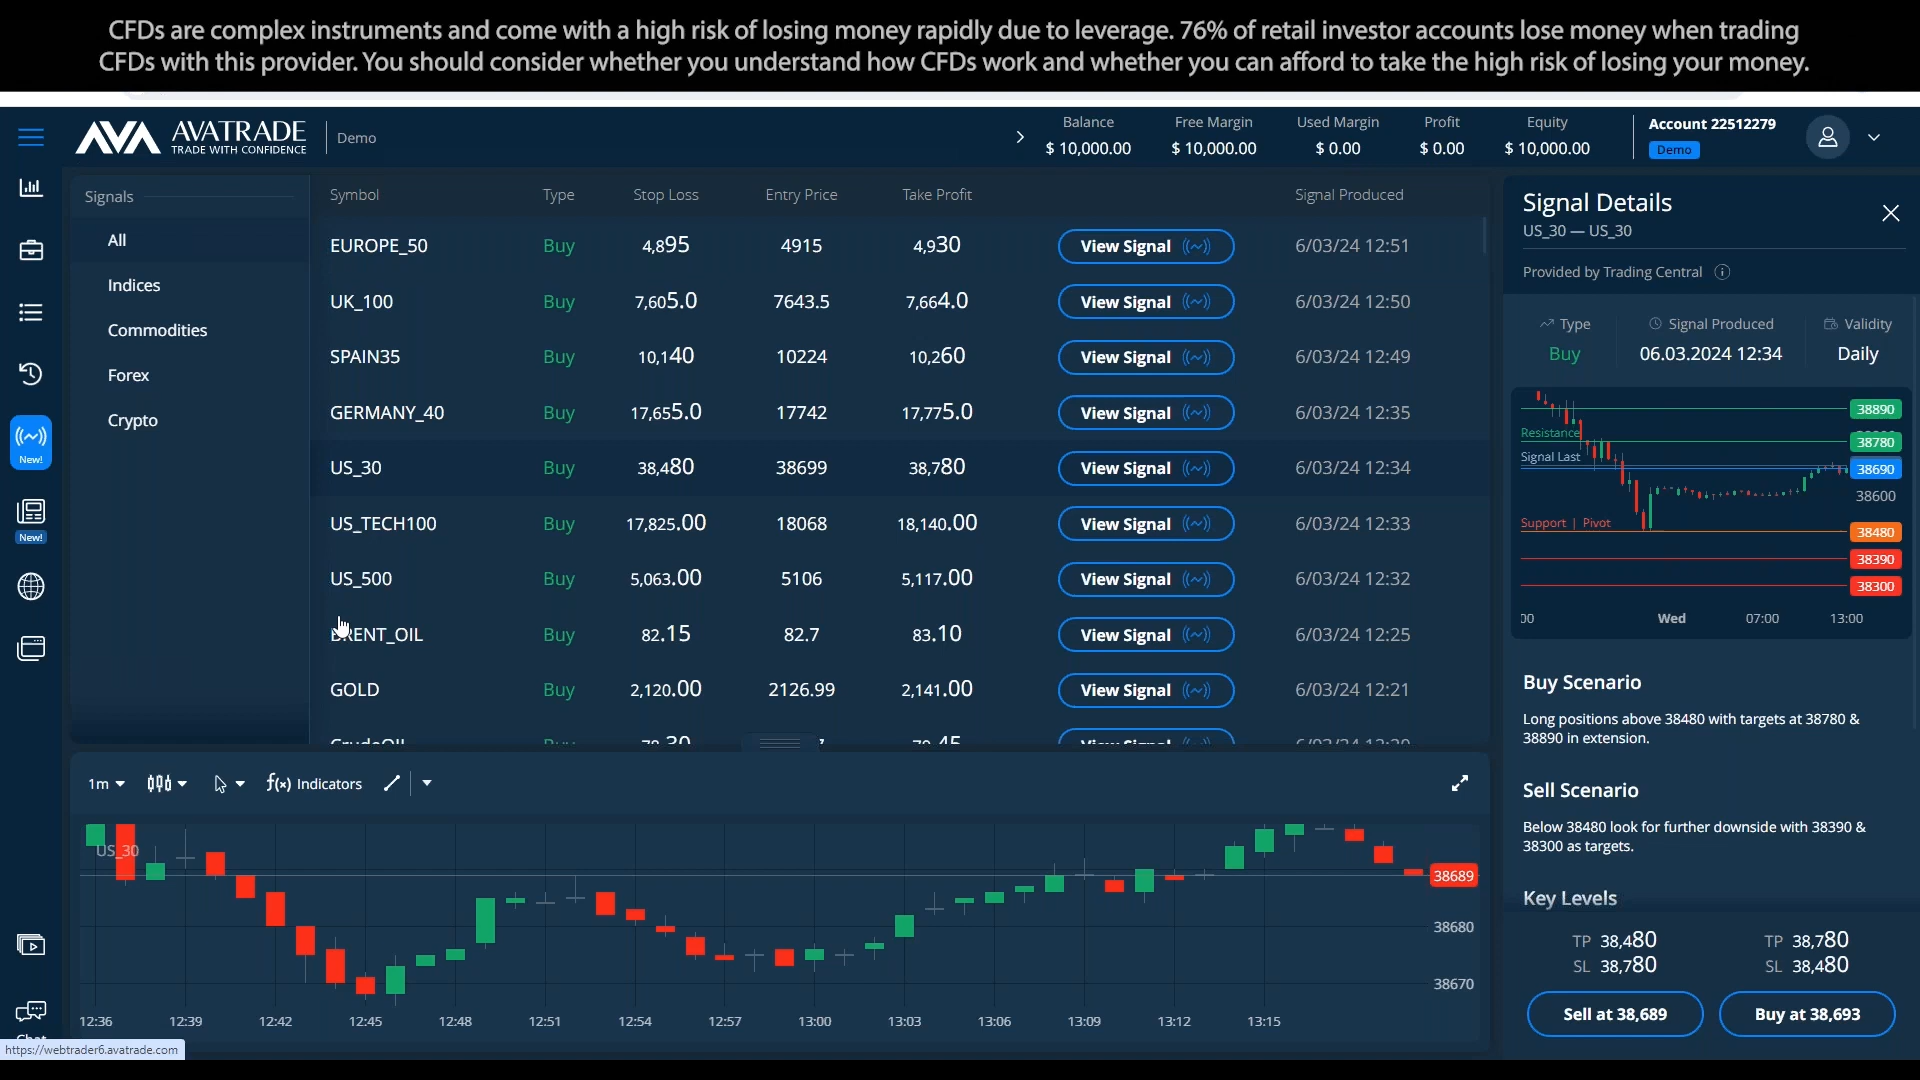 CFDs are complex instruments and come with a high risk of losing money rapidly due to leverage. 76% of retail investor accounts lose money when trading
CFDs with this provider. You should consider whether you understand how CFDs work and whether you can afford to take the high risk of losing your money.
AVATRADE
TRADE WITH CONFIDENCE
Demo
Balance Free Margin Used Margin Profit Equity
$ 10,000.00 $ 10,000.00 $ 0.00 $ 0.00 $ 10,000.00
Account 22512279
Demo
New!
New!
Signals
All
Indices
Commodities
Forex
Crypto
Symbol Type Stop Loss Entry Price Take Profit Signal Produced
EUROPE_50 Buy 4,895 4915 4,930 View Signal 6/03/24 12:51
UK_100 Buy 7,605.0 7643.5 7,664.0 View Signal 6/03/24 12:50
SPAIN35 Buy 10,140 10224 10,260 View Signal 6/03/24 12:49
GERMANY_40 Buy 17,655.0 17742 17,775.0 View Signal 6/03/24 12:35
US_30 Buy 38,480 38699 38,780 View Signal 6/03/24 12:34
US_TECH100 Buy 17,825.00 18068 18,140.00 View Signal 6/03/24 12:33
US_500 Buy 5,063.00 5106 5,117.00 View Signal 6/03/24 12:32
BRENT_OIL Buy 82.15 82.7 83.10 View Signal 6/03/24 12:25
GOLD Buy 2,120.00 2126.99 2,141.00 View Signal 6/03/24 12:21
CrudeOIL Buy View Signal
1m f(x) Indicators
US_30
38689
38680
38670
12:36 12:39 12:42 12:45 12:48 12:51 12:54 12:57 13:00 13:03 13:06 13:09 13:12 13:15
https://webtrader6.avatrade.com
Signal Details
US_30 — US_30
Provided by Trading Central
Type Signal Produced Validity
Buy 06.03.2024 12:34 Daily
38890
Resistance
38780
Signal Last
38690
38600
Support | Pivot
38480
38390
38300
:00 Wed 07:00 13:00
Buy Scenario
Long positions above 38480 with targets at 38780 &
38890 in extension.
Sell Scenario
Below 38480 look for further downside with 38390 &
38300 as targets.
Key Levels
TP 38,480 TP 38,780
SL 38,780 SL 38,480
Sell at 38,689 Buy at 38,693